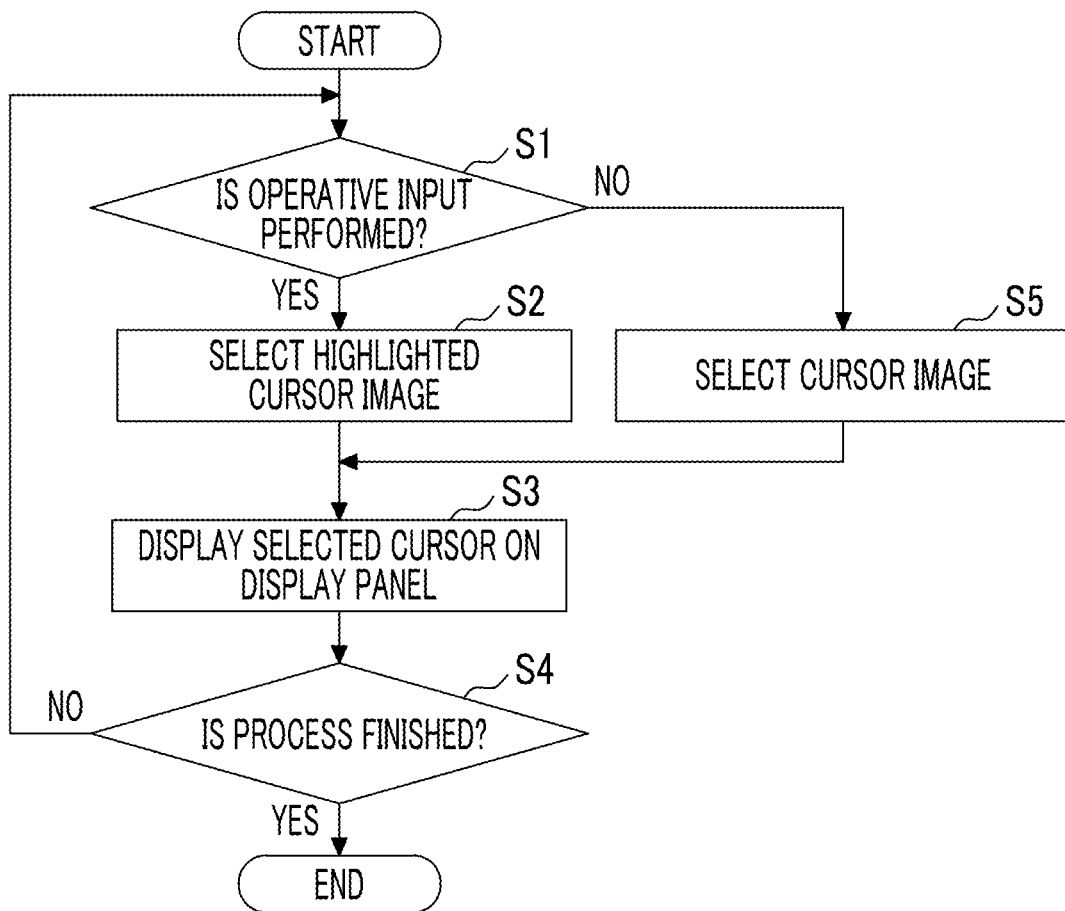 START
S1
IS OPERATIVE INPUT
PERFORMED?
NO
YES
S2
SELECT HIGHLIGHTED
CURSOR IMAGE
S5
SELECT CURSOR IMAGE
S3
DISPLAY SELECTED CURSOR ON
DISPLAY PANEL
S4
NO
IS PROCESS FINISHED?
YES
END